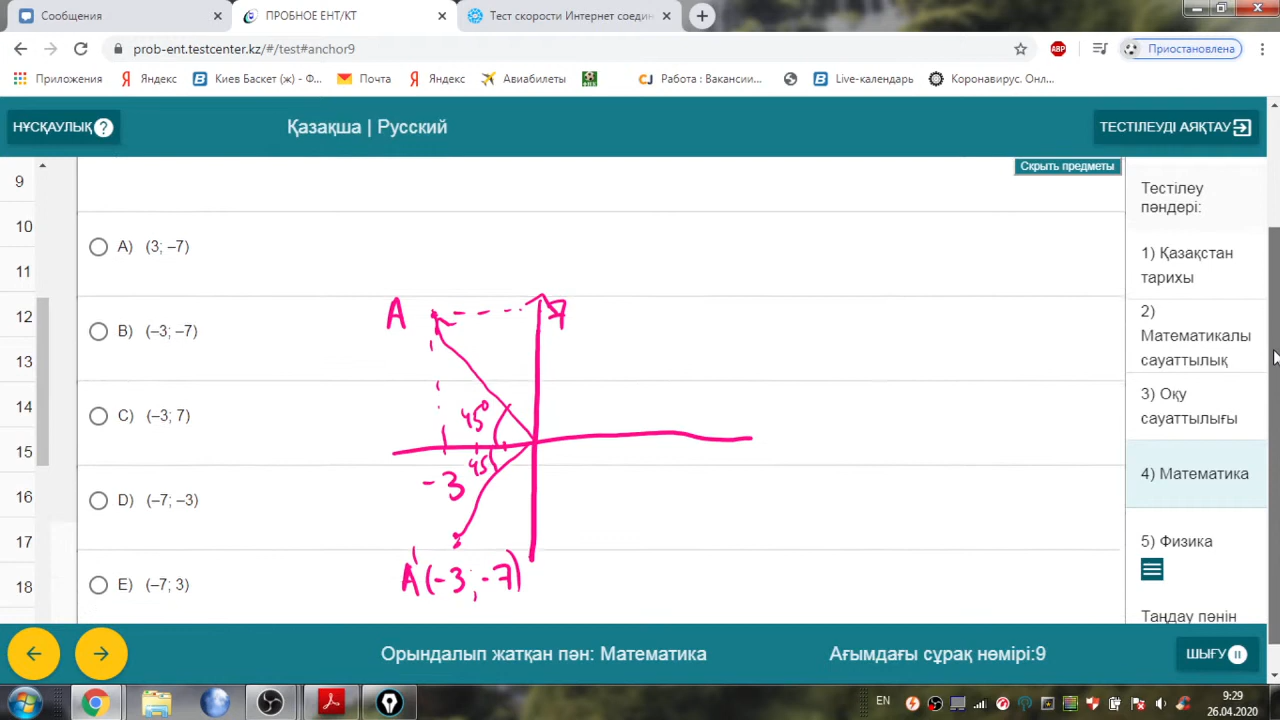 Сообщения
ПРОБНОЕ ЕНТ/КТ
Тест скорости Интернет соедин
prob-ent.testcenter.kz/#/test#anchor9
ABP
Приостановлена
Приложения
Яндекс
Киев Баскет (ж) - Ф...
Почта
Яндекс
Авиабилеты
Работа : Вакансии...
Live-календарь
Коронавирус. Онл...
НҰСҚАУЛЫҚ ?
Қазақша | Русский
ТЕСТІЛЕУДІ АЯҚТАУ
Скрыть предметы
9
10
11
12
13
14
15
16
17
18
A) (3; –7)
B) (–3; –7)
C) (–3; 7)
D) (–7; –3)
E) (–7; 3)
A
7
45°
45
-3
A'(-3; -7)
Тестілеу
пәндері:
1) Қазақстан
тарихы
2)
Математикалы
сауаттылық
3) Оқу
сауаттылығы
4) Математика
5) Физика
Таңдау пәнін
Орындалып жатқан пән: Математика
Ағымдағы сұрақ нөмірі:9
ШЫҒУ
EN
9:29
26.04.2020